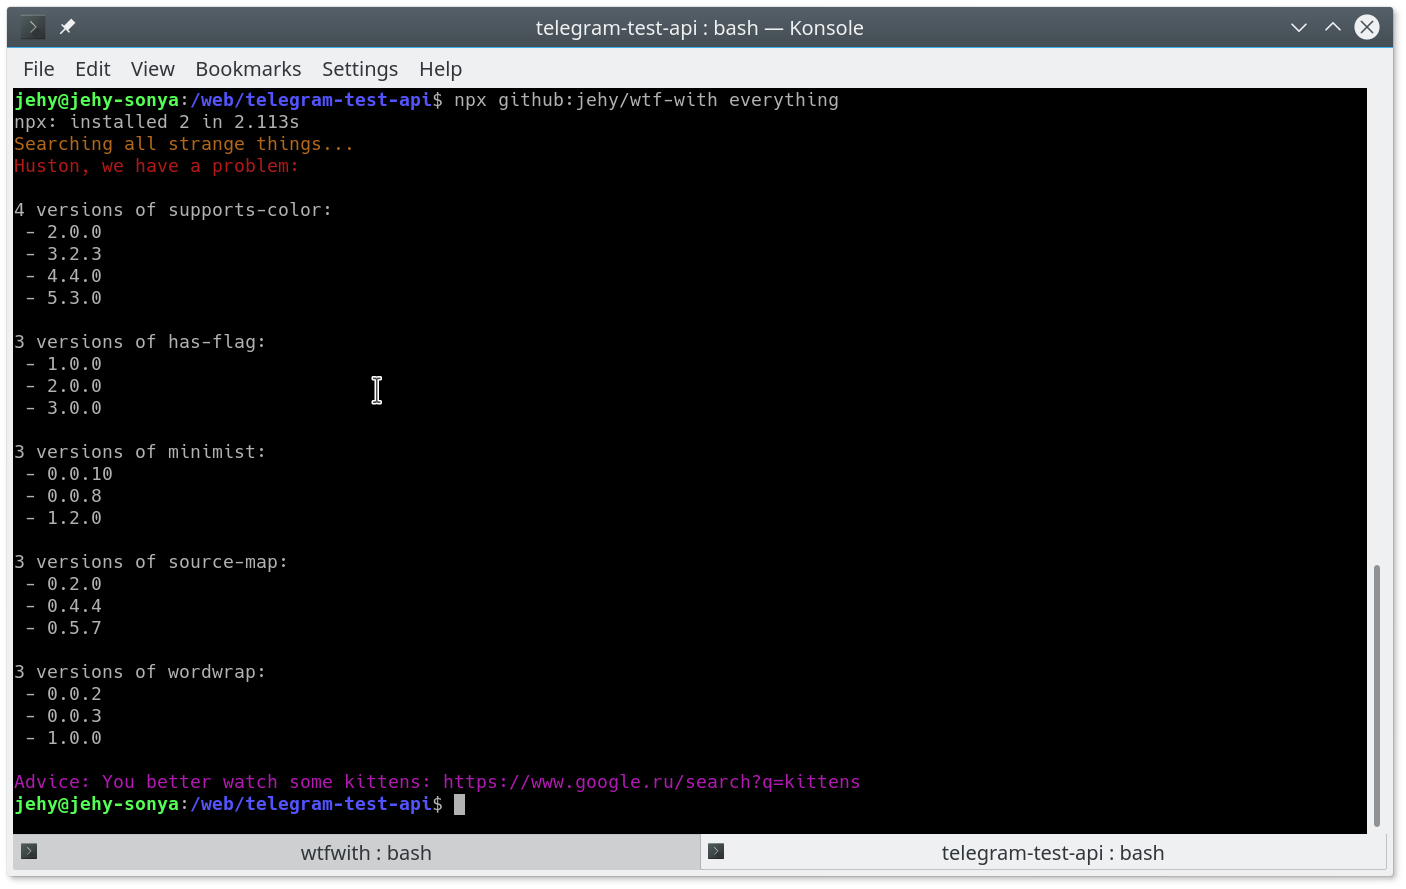 telegram-test-api : bash — Konsole
File Edit View Bookmarks Settings Help
jehy@jehy-sonya:/web/telegram-test-api$ npx github:jehy/wtf-with everything
npx: installed 2 in 2.113s
Searching all strange things...
Huston, we have a problem:
4 versions of supports-color:
- 2.0.0
- 3.2.3
- 4.4.0
- 5.3.0
3 versions of has-flag:
- 1.0.0
- 2.0.0
- 3.0.0
3 versions of minimist:
- 0.0.10
- 0.0.8
- 1.2.0
3 versions of source-map:
- 0.2.0
- 0.4.4
- 0.5.7
3 versions of wordwrap:
- 0.0.2
- 0.0.3
- 1.0.0
Advice: You better watch some kittens: https://www.google.ru/search?q=kittens
jehy@jehy-sonya:/web/telegram-test-api$
wtfwith : bash telegram-test-api : bash